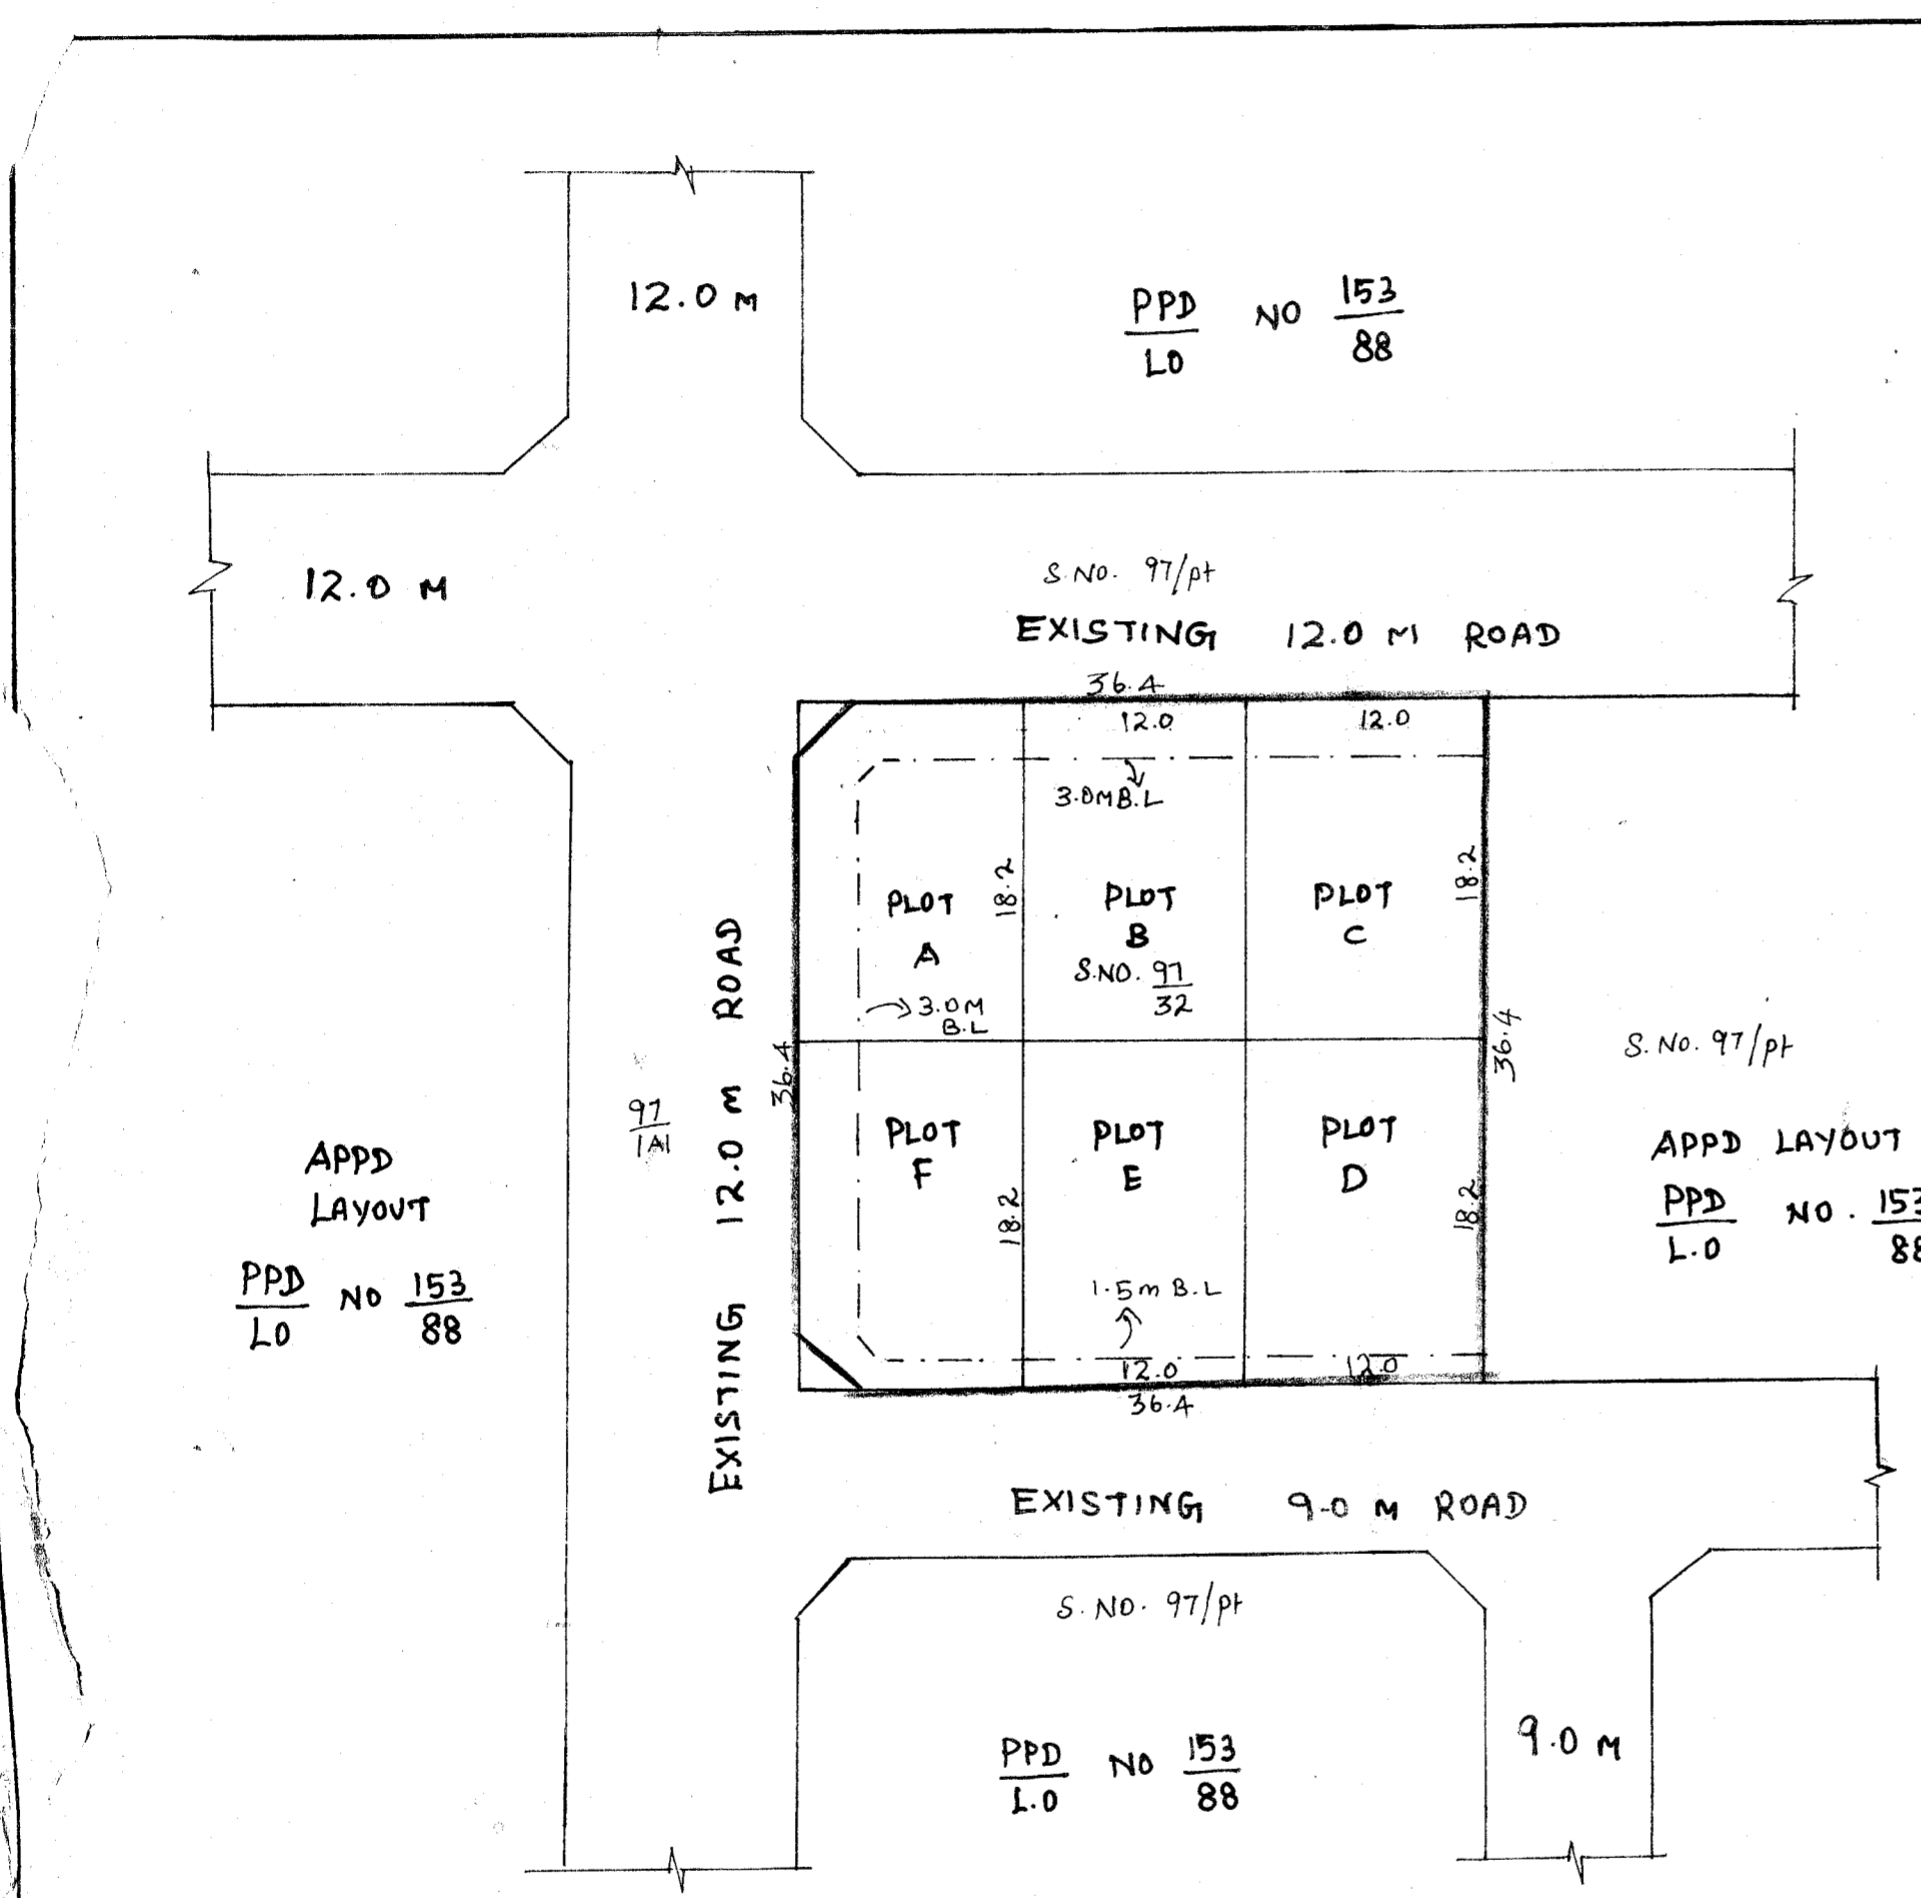 12.0 M
PPD
LO
NO
153
88
12.0 M
S.NO. 97/pt
EXISTING 12.0 M ROAD
36.4
12.0
12.0
3.0M B.L
18.2
18.2
PLOT
A
PLOT
B
PLOT
C
S.NO. 97
32
3.0M
B.L
EXISTING 12.0 M ROAD
36.4
36.4
97
1A1
S.NO. 97/pt
APPD
LAYOUT
PPD
LO
NO
153
88
PLOT
F
PLOT
E
PLOT
D
18.2
18.2
APPD LAYOUT
PPD
L.O
NO.
153
88
1.5m B.L
12.0
12.0
36.4
EXISTING 9.0 M ROAD
S.NO. 97/pt
PPD
L.O
NO
153
88
9.0 M